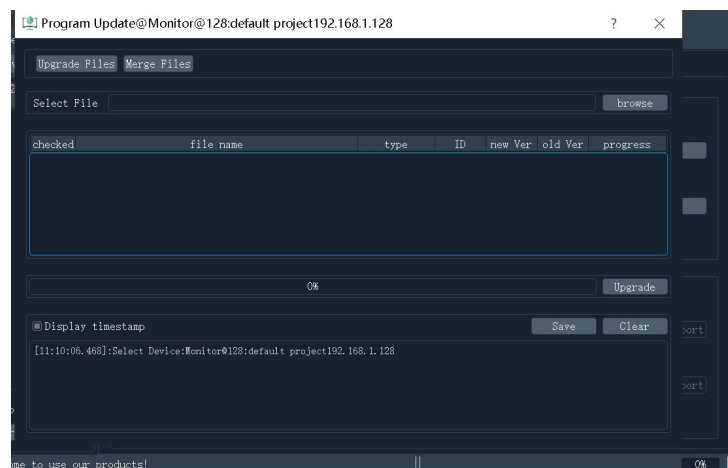 Program Update@Monitor@128:default project192.168.1.128
?
Upgrade Files Merge Files
Select File browse
checked file name type ID new Ver old Ver progress
0% Upgrade
Display timestamp Save Clear
[11:10:06.468]:Select Device:Monitor@128:default project192.168.1.128
ome to use our products! 0%